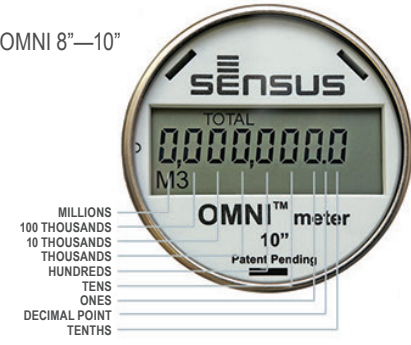 OMNI 8”—10”
SENSUS
TOTAL
0,000,000.0
M3
OMNI™ meter
10"
Patent Pending
MILLIONS
100 THOUSANDS
10 THOUSANDS
THOUSANDS
HUNDREDS
TENS
ONES
DECIMAL POINT
TENTHS